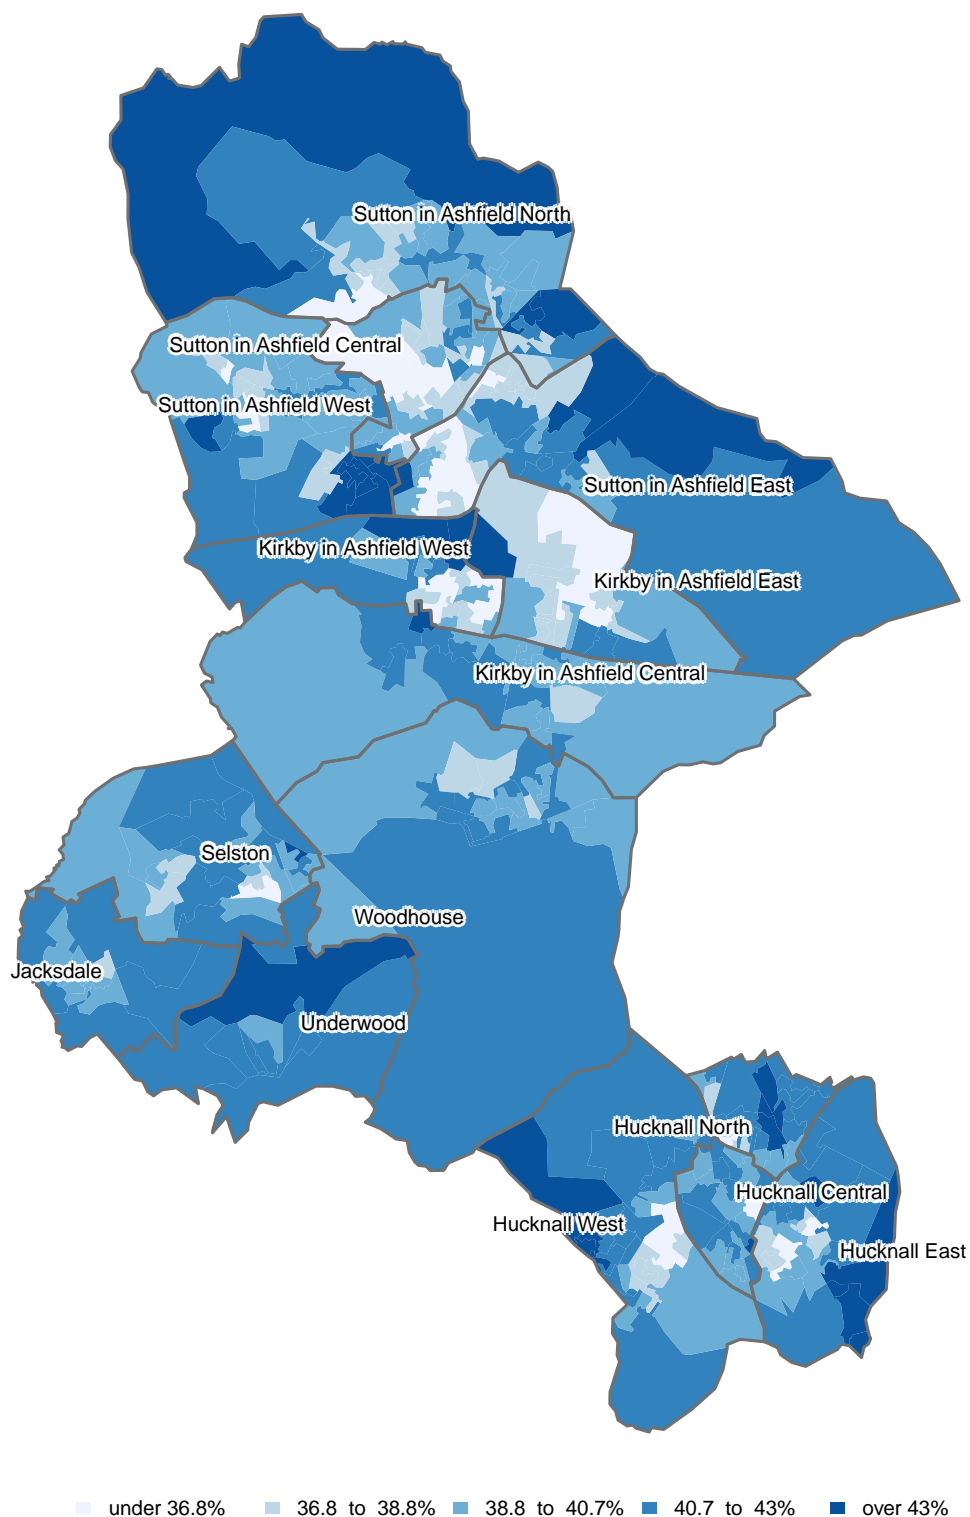 Sutton in Ashfield North
Sutton in Ashfield Central
Sutton in Ashfield West
Sutton in Ashfield East
Kirkby in Ashfield West
Kirkby in Ashfield East
Kirkby in Ashfield Central
Selston
Woodhouse
Jacksdale
Underwood
Hucknall North
Hucknall Central
Hucknall West
Hucknall East
under 36.8% 36.8 to 38.8% 38.8 to 40.7% 40.7 to 43% over 43%